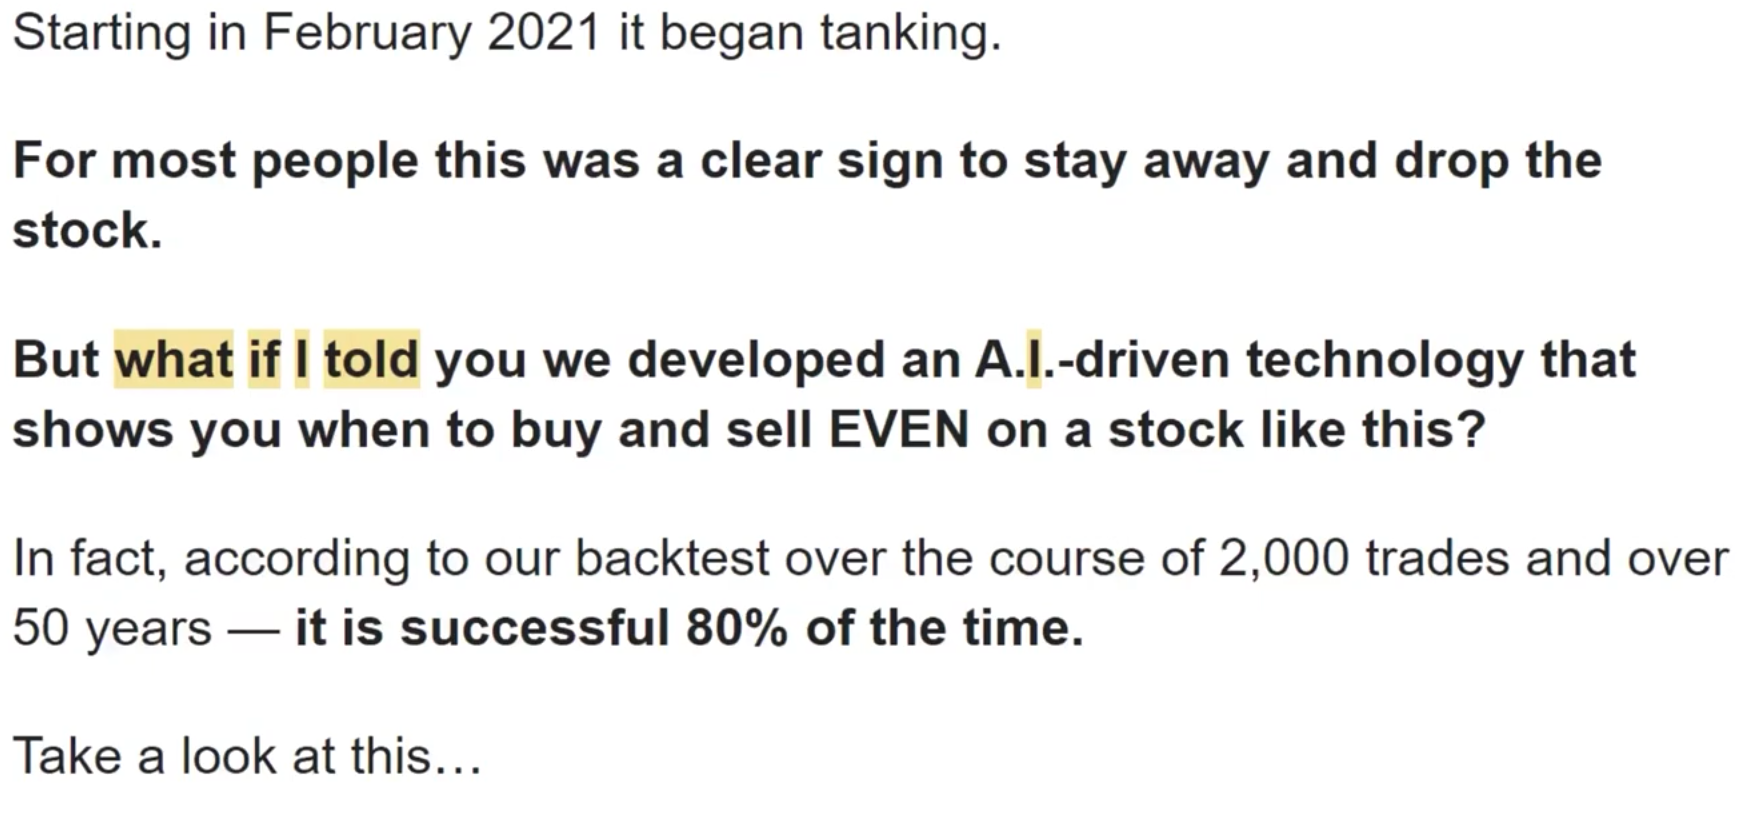 Starting in February 2021 it began tanking.
For most people this was a clear sign to stay away and drop the
stock.
But what if I told you we developed an A.I.-driven technology that
shows you when to buy and sell EVEN on a stock like this?
In fact, according to our backtest over the course of 2,000 trades and over
50 years — it is successful 80% of the time.
Take a look at this…